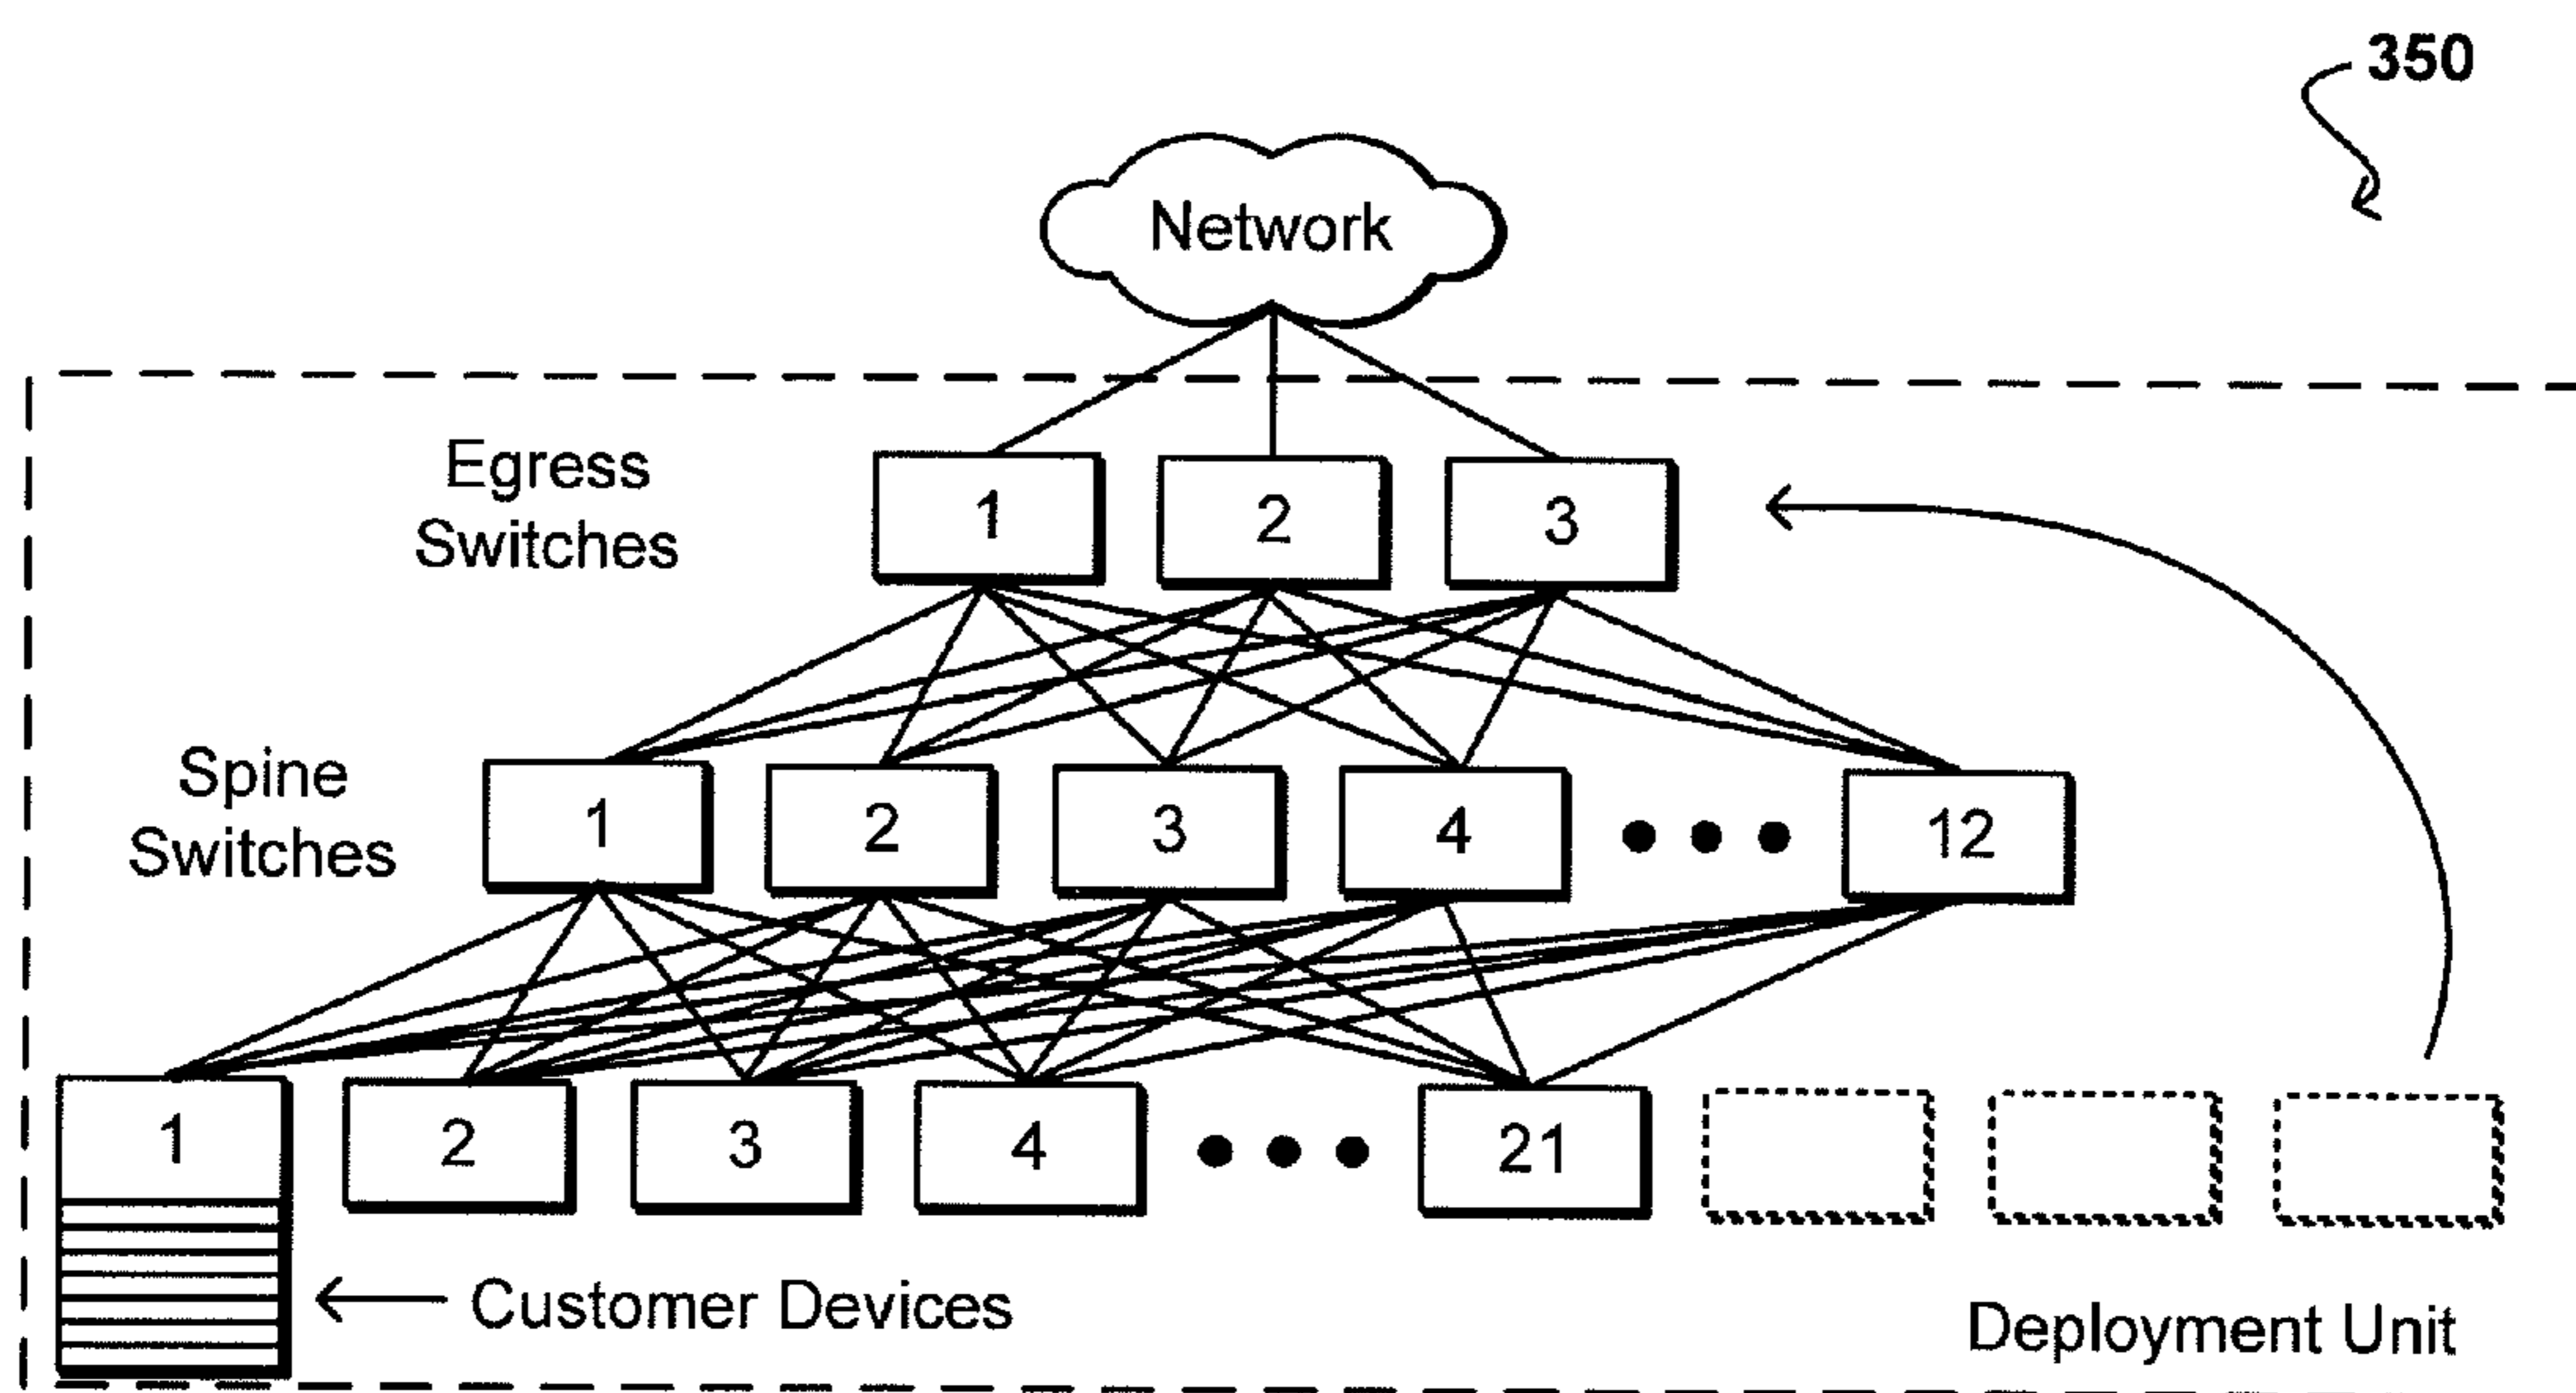 350
Network
Egress
Switches
1 2 3
Spine
Switches
1 2 3 4 12
1 2 3 4 21
Customer Devices
Deployment Unit